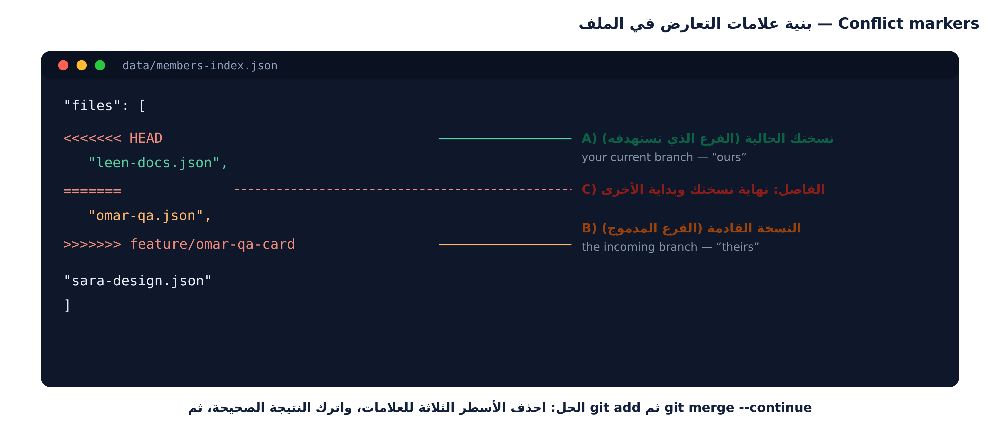 Conflict markers — بنية علامات التعارض في الملف
data/members-index.json
"files": [
<<<<<<< HEAD
A) نسختك الحالية (الفرع الذي تستهدفه)
"leen-docs.json",
your current branch — “ours”
=======
C) الفاصل: نهاية نسختك وبداية الأخرى
"omar-qa.json",
B) النسخة القادمة (الفرع المدموج)
>>>>>>> feature/omar-qa-card
the incoming branch — “theirs”
"sara-design.json"
]
الحل: احذف الأسطر الثلاثة للعلامات، واترك النتيجة الصحيحة، ثم git add ثم git merge --continue